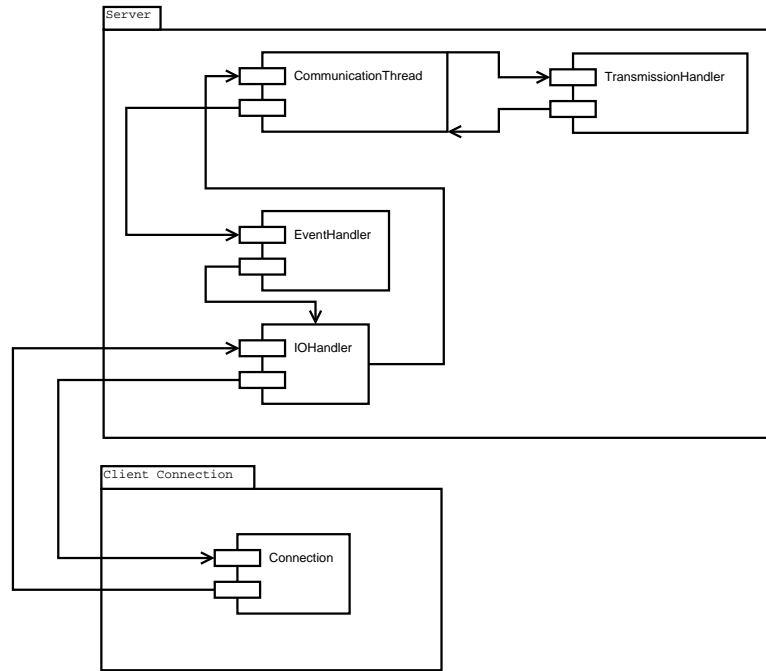 Server
CommunicationThread
TransmissionHandler
EventHandler
IOHandler
Client Connection
Connection